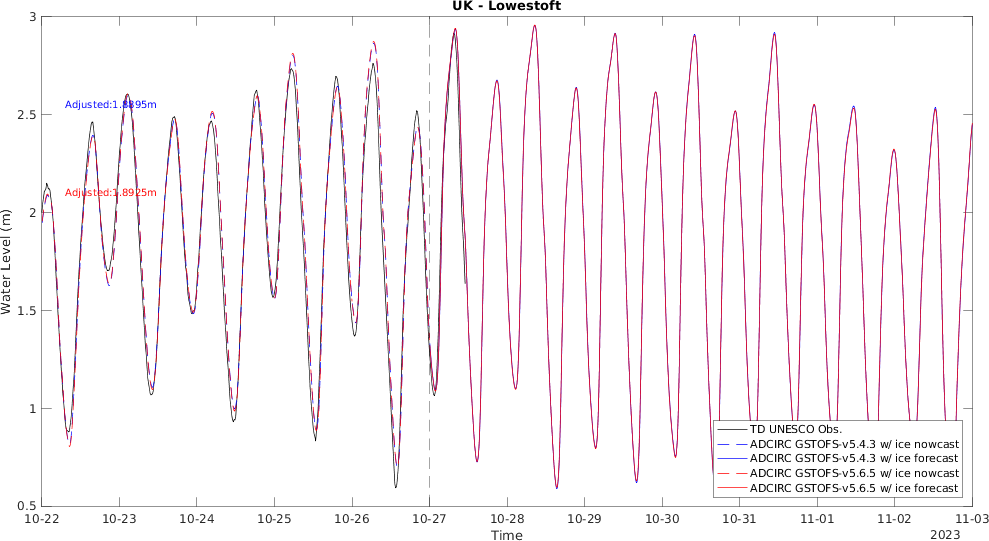 UK - Lowestoft
3
2.5
2
1.5
1
0.5
Water Level (m)
Adjusted:1.8895m
Adjusted:1.8925m
TD UNESCO Obs.
ADCIRC GSTOFS-v5.4.3 w/ ice nowcast
ADCIRC GSTOFS-v5.4.3 w/ ice forecast
ADCIRC GSTOFS-v5.6.5 w/ ice nowcast
ADCIRC GSTOFS-v5.6.5 w/ ice forecast
10-22 10-23 10-24 10-25 10-26 10-27 10-28 10-29 10-30 10-31 11-01 11-02 11-03
Time
2023